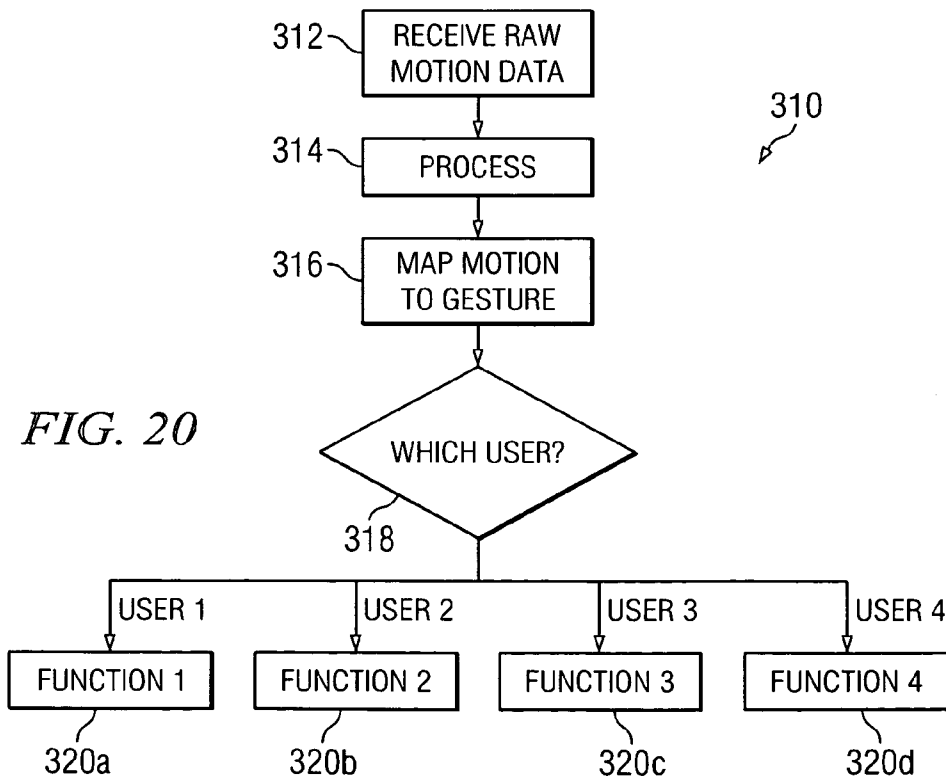 312
RECEIVE RAW
MOTION DATA
310
314
PROCESS
316
MAP MOTION
TO GESTURE
FIG. 20
WHICH USER?
318
USER 1
USER 2
USER 3
USER 4
FUNCTION 1
FUNCTION 2
FUNCTION 3
FUNCTION 4
320a
320b
320c
320d